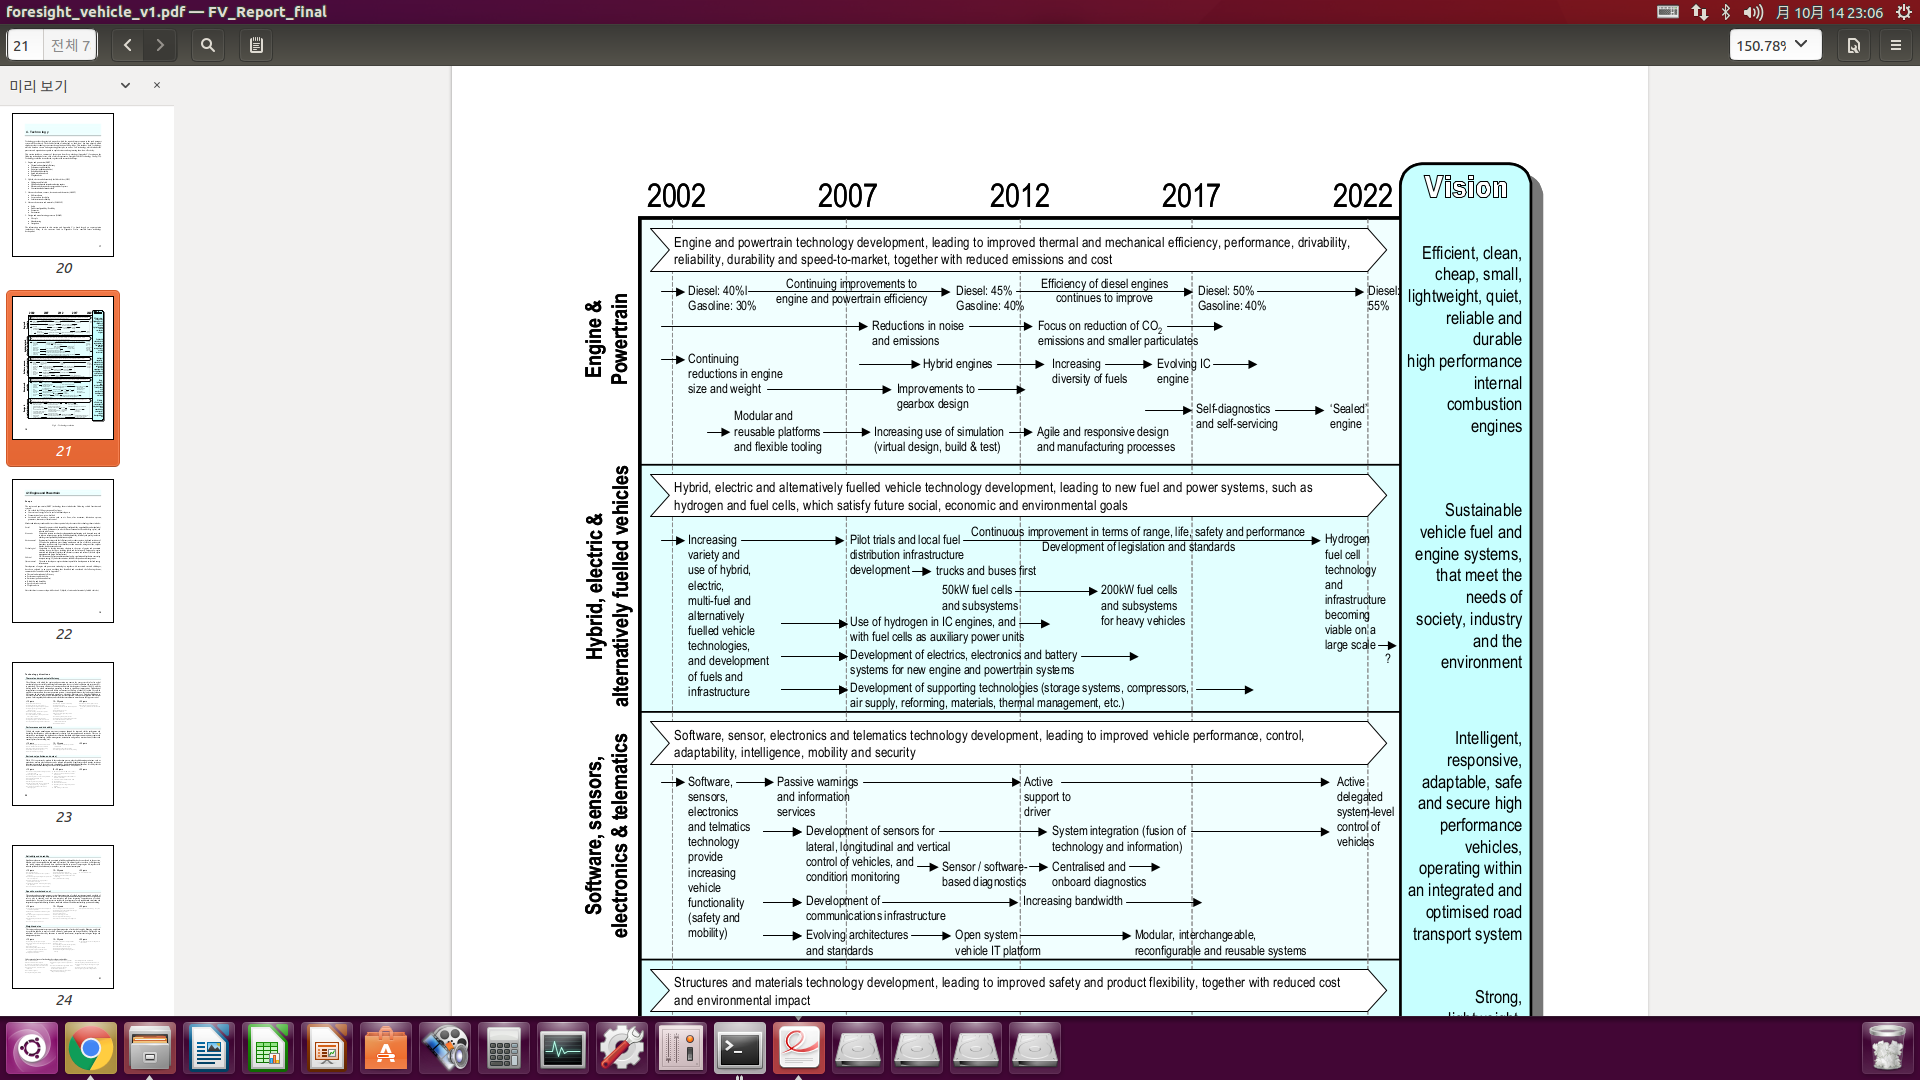 foresight_vehicle_v1.pdf — FV_Report_final
月 10月 14 23:06
21
전체 7
150.78%
미리 보기
20
21
22
23
24
2002 2007 2012 2017 2022
Vision
Engine &
Powertrain
Engine and powertrain technology development, leading to improved thermal and mechanical efficiency, performance, drivability,
reliability, durability and speed-to-market, together with reduced emissions and cost
Diesel: 40%
Gasoline: 30%
Continuing improvements to
engine and powertrain efficiency
Diesel: 45%
Gasoline: 40%
Efficiency of diesel engines
continues to improve
Diesel: 50%
Gasoline: 40%
Diesel:
55%
Reductions in noise
and emissions
Focus on reduction of CO2
emissions and smaller particulates
Continuing
reductions in engine
size and weight
Hybrid engines
Increasing
diversity of fuels
Evolving IC
engine
Improvements to
gearbox design
Self-diagnostics
and self-servicing
'Sealed'
engine
Modular and
reusable platforms
and flexible tooling
Increasing use of simulation
(virtual design, build & test)
Agile and responsive design
and manufacturing processes
Efficient, clean,
cheap, small,
lightweight, quiet,
reliable and
durable
high performance
internal
combustion
engines
Hybrid, electric &
alternatively fuelled vehicles
Hybrid, electric and alternatively fuelled vehicle technology development, leading to new fuel and power systems, such as
hydrogen and fuel cells, which satisfy future social, economic and environmental goals
Increasing
variety and
use of hybrid,
electric,
multi-fuel and
alternatively
fuelled vehicle
technologies,
and development
of fuels and
infrastructure
Pilot trials and local fuel
distribution infrastructure
development
trucks and buses first
Continuous improvement in terms of range, life, safety and performance
Development of legislation and standards
50kW fuel cells
and subsystems
200kW fuel cells
and subsystems
for heavy vehicles
Use of hydrogen in IC engines, and
with fuel cells as auxiliary power units
Development of electrics, electronics and battery
systems for new engine and powertrain systems
Development of supporting technologies (storage systems, compressors,
air supply, reforming, materials, thermal management, etc.)
Hydrogen
fuel cell
technology
and
infrastructure
becoming
viable on a
large scale
?
Sustainable
vehicle fuel and
engine systems,
that meet the
needs of
society, industry
and the
environment
Software, sensors,
electronics & telematics
Software, sensor, electronics and telematics technology development, leading to improved vehicle performance, control,
adaptability, intelligence, mobility and security
Software,
sensors,
electronics
and telmatics
technology
provide
increasing
vehicle
functionality
(safety and
mobility)
Passive warnings
and information
services
Active
support to
driver
Active
delegated
system-level
control of
vehicles
Development of sensors for
lateral, longitudinal and vertical
control of vehicles, and
condition monitoring
System integration (fusion of
technology and information)
Sensor / software-
based diagnostics
Centralised and
onboard diagnostics
Development of
communications infrastructure
Increasing bandwidth
Evolving architectures
and standards
Open system
vehicle IT platform
Modular, interchangeable,
reconfigurable and reusable systems
Intelligent,
responsive,
adaptable, safe
and secure high
performance
vehicles,
operating within
an integrated and
optimised road
transport system
Structures and materials technology development, leading to improved safety and product flexibility, together with reduced cost
and environmental impact
Strong,